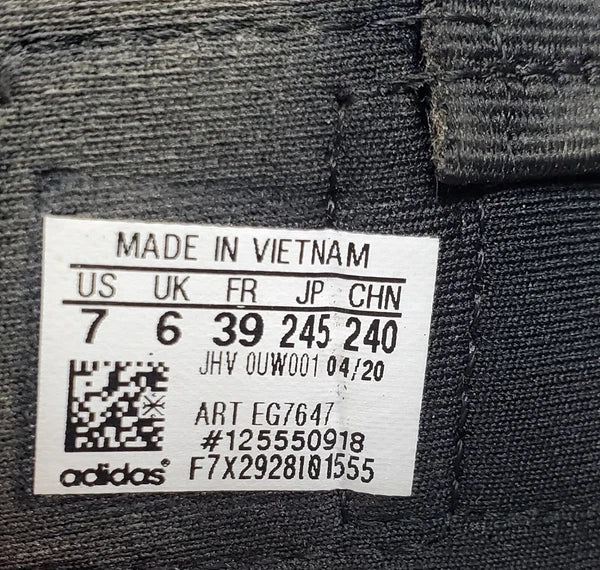 MADE IN VIETNAM
US UK FR JP CHN
7 6 39 245 240
JHV 0UW001 04/20
ART EG7647
#125550918
adidas® F7X2928I01555